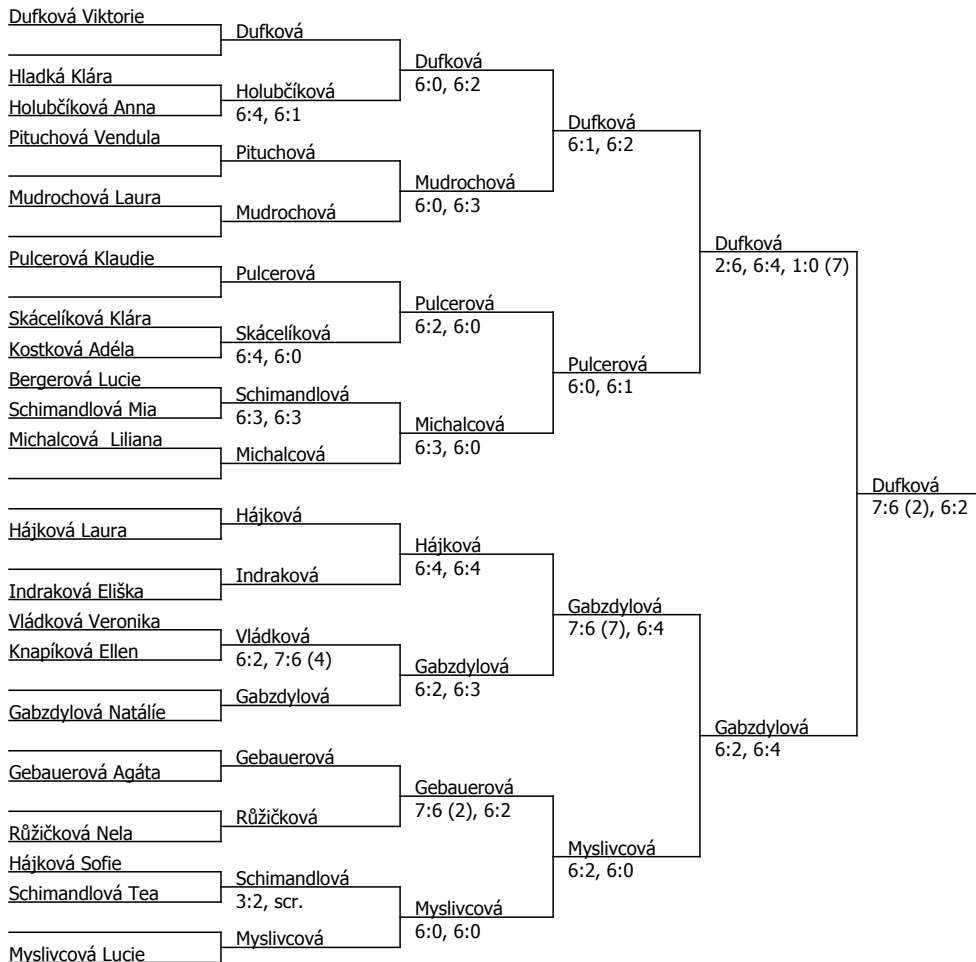 Dufková Viktorie
Hladká Klára
Holubčíková Anna
Pituchová Vendula
Mudrochová Laura
Pulcerová Klaudie
Skácelíková Klára
Kostková Adéla
Bergerová Lucie
Schimandlová Mia
Michalcová  Liliana
Hájková Laura
Indraková Eliška
Vládková Veronika
Knapíková Ellen
Gabzdylová Natálíe
Gebauerová Agáta
Růžičková Nela
Hájková Sofie
Schimandlová Tea
Myslivcová Lucie
Dufková
Holubčíková
6:4, 6:1
Pituchová
Mudrochová
Pulcerová
Skácelíková
6:4, 6:0
Schimandlová
6:3, 6:3
Michalcová
Hájková
Indraková
Vládková
6:2, 7:6 (4)
Gabzdylová
Gebauerová
Růžičková
Schimandlová
3:2, scr.
Myslivcová
Dufková
6:0, 6:2
Mudrochová
6:0, 6:3
Pulcerová
6:2, 6:0
Michalcová
6:3, 6:0
Hájková
6:4, 6:4
Gabzdylová
6:2, 6:3
Gebauerová
7:6 (2), 6:2
Myslivcová
6:0, 6:0
Dufková
6:1, 6:2
Pulcerová
6:0, 6:1
Gabzdylová
7:6 (7), 6:4
Myslivcová
6:2, 6:0
Dufková
2:6, 6:4, 1:0 (7)
Gabzdylová
6:2, 6:4
Dufková
7:6 (2), 6:2